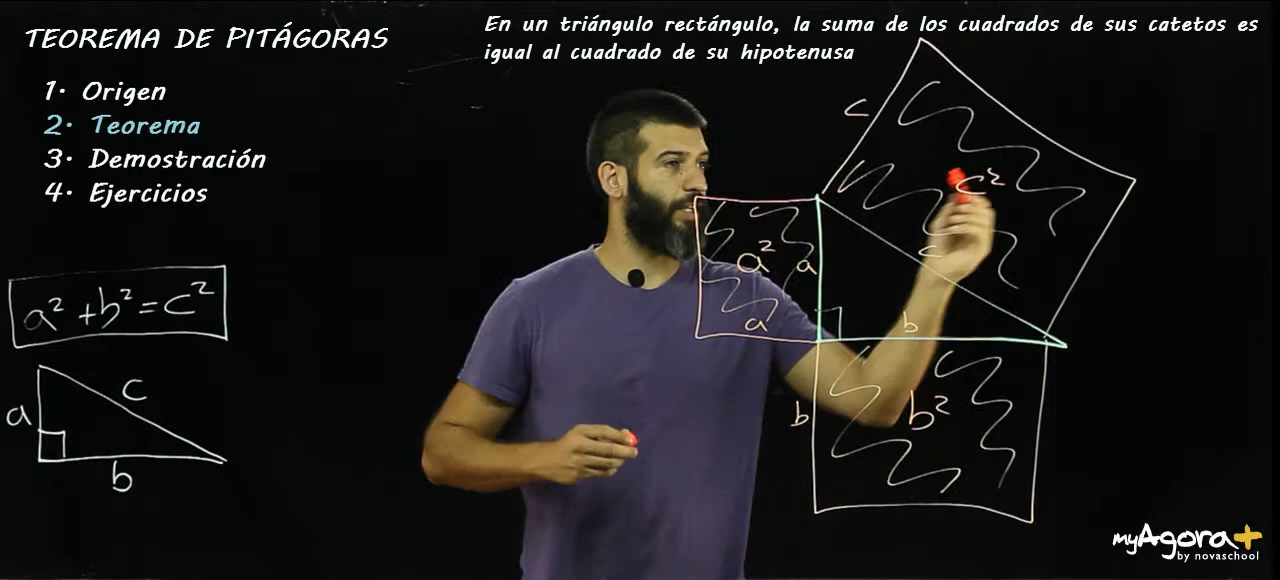 TEOREMA DE PITÁGORAS
En un triángulo rectángulo, la suma de los cuadrados de sus catetos es
igual al cuadrado de su hipotenusa
1. Origen
2. Teorema
3. Demostración
4. Ejercicios
a² + b² = c²
a
c
b
c
c²
c
a²
a
a
b
b
b²
myAgora+
by novaschool